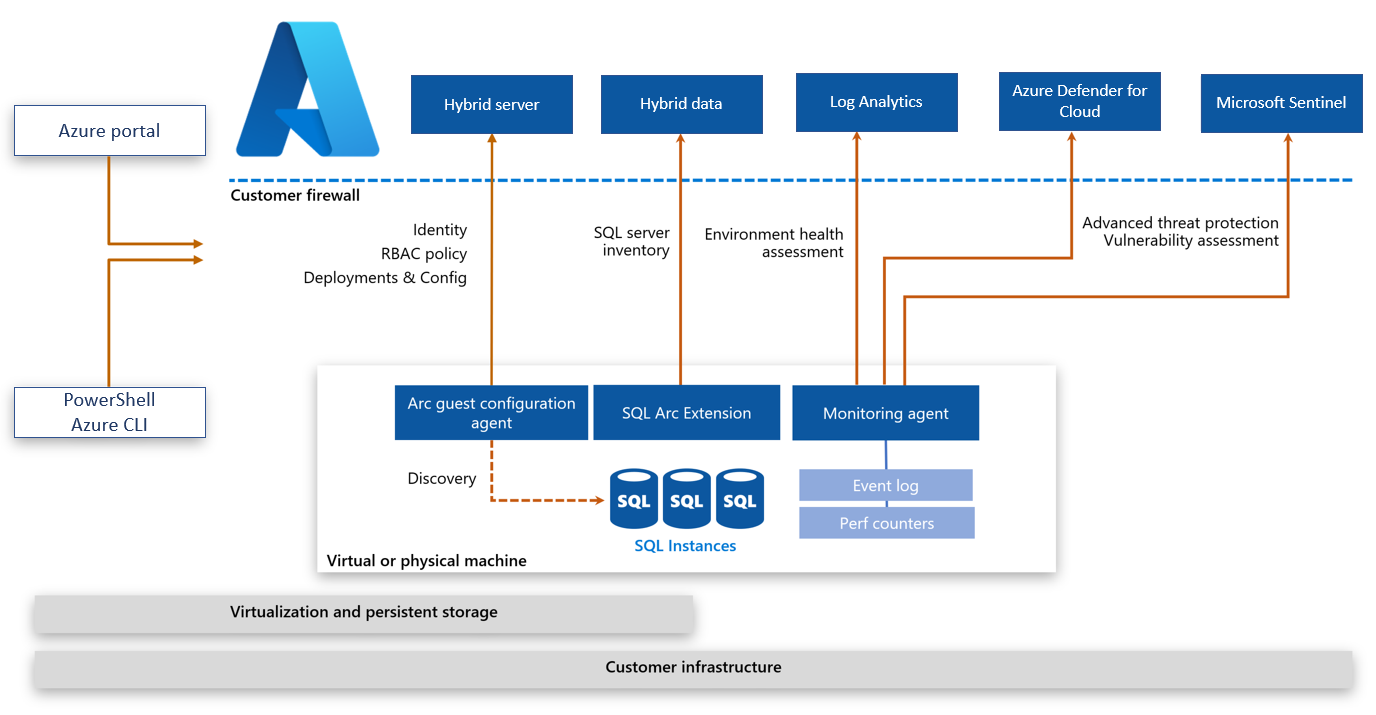 Azure portal
Hybrid server
Hybrid data
Log Analytics
Azure Defender for
Cloud
Microsoft Sentinel
Customer firewall
Identity
RBAC policy
Deployments & Config
SQL server
inventory
Environment health
assessment
Advanced threat protection
Vulnerability assessment
PowerShell
Azure CLI
Arc guest configuration
agent
SQL Arc Extension
Monitoring agent
Discovery
SQL
SQL
SQL
SQL Instances
Event log
Perf counters
Virtual or physical machine
Virtualization and persistent storage
Customer infrastructure